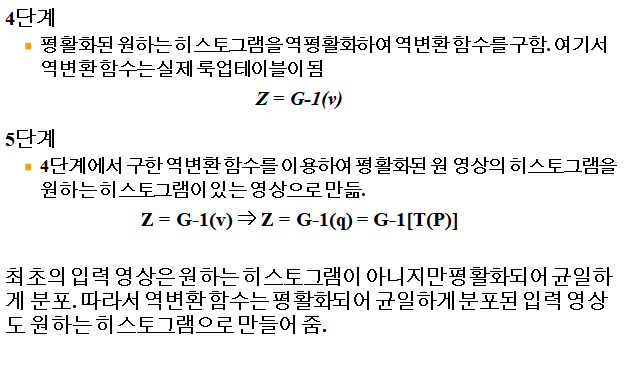 4단계
평활화된 원하는 히스토그램을 역평활화하여 역변환 함수를 구함. 여기서
역변환 함수는 실제 룩업테이블이 됨
Z = G-1(v)
5단계
4단계에서 구한 역변환 함수를 이용하여 평활화된 원 영상의 히스토그램을
원하는 히스토그램이 있는 영상으로 만듦.
Z = G-1(v) ⇒ Z = G-1(q) = G-1[T(P)]
최초의 입력 영상은 원하는 히스토그램이 아니지만 평활화되어 균일하
게 분포. 따라서 역변환 함수는 평활화되어 균일하게 분포된 입력 영상
도 원하는 히스토그램으로 만들어 줌.